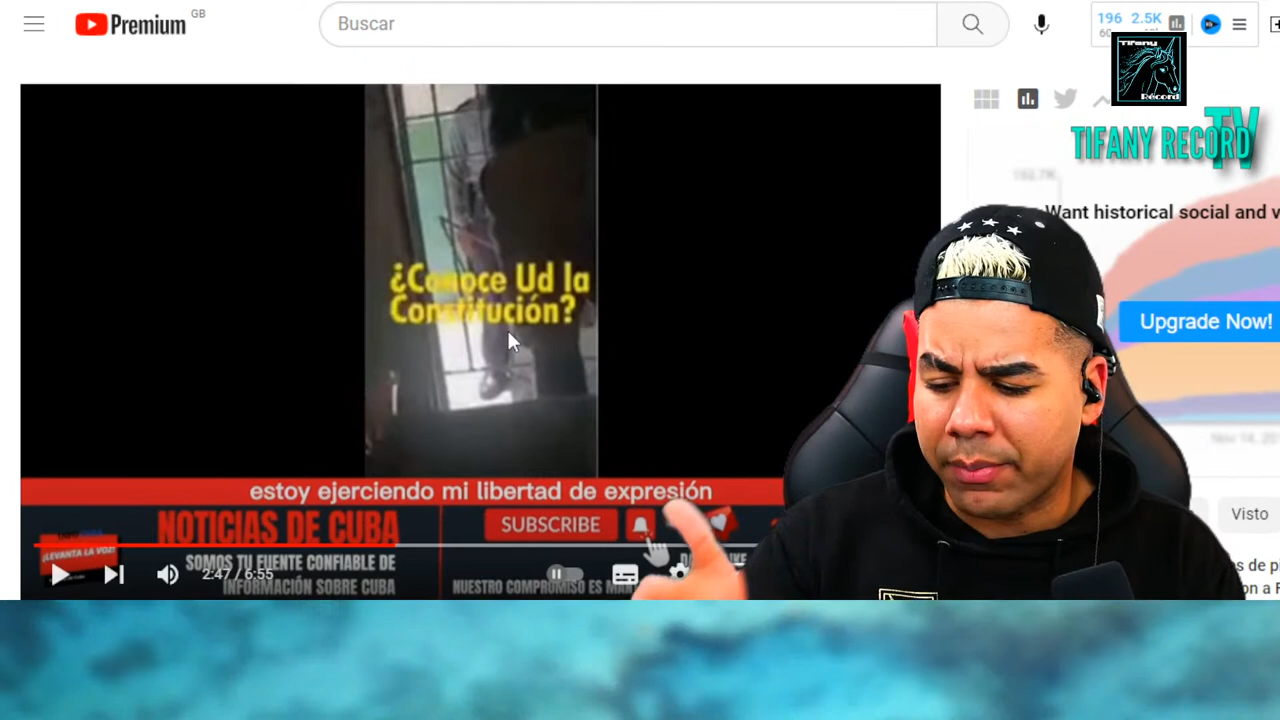 Premium
GB
Buscar
196 2.5K
Tifany
Récord
TIFANY RECORD
TV
Want historical social and v
¿Conoce Ud la
Constitución?
Upgrade Now!
estoy ejerciendo mi libertad de expresión
NOTICIAS DE CUBA
SUBSCRIBE
¡LEVANTA LA VOZ!
SOMOS TU FUENTE CONFIABLE DE
INFORMACIÓN SOBRE CUBA
NUESTRO COMPROMISO ES
2:47 / 6:55
Visto